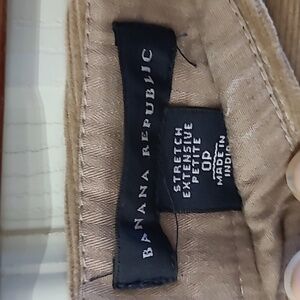 BANANA REPUBLIC
STRETCH
EXTENSIVE
PETITE
0P
MADE IN
INDIA